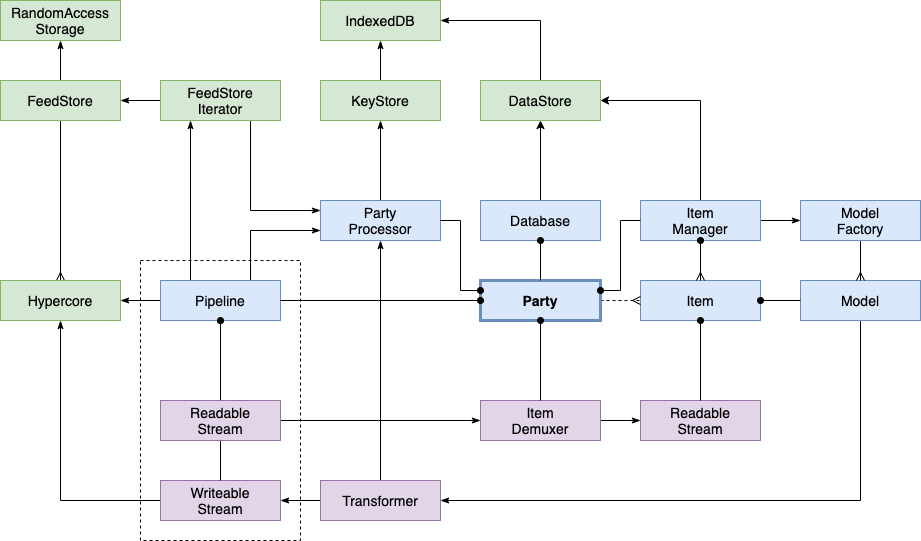 RandomAccess
Storage
IndexedDB
FeedStore
FeedStore
Iterator
KeyStore
DataStore
Party
Processor
Database
Item
Manager
Model
Factory
Hypercore
Pipeline
Party
Item
Model
Readable
Stream
Item
Demuxer
Readable
Stream
Writeable
Stream
Transformer